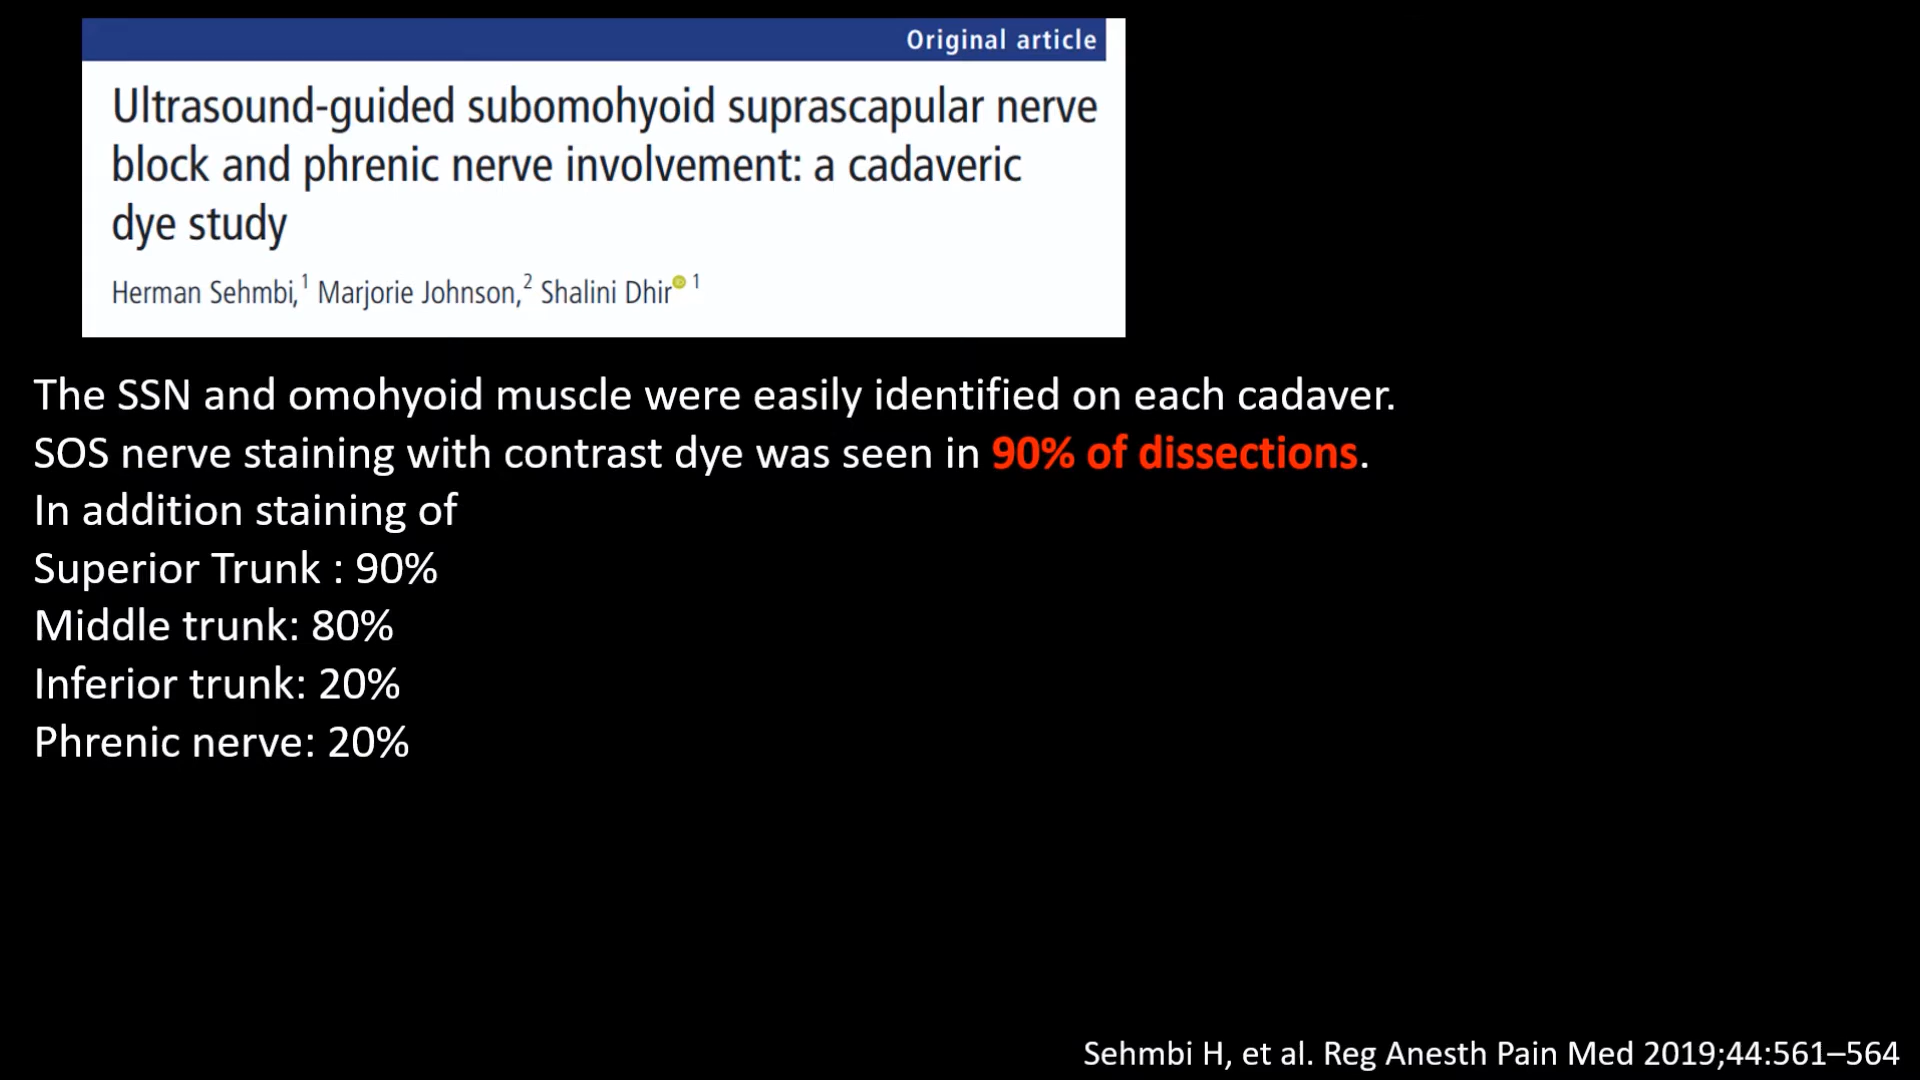 Original article
Ultrasound-guided subomohyoid suprascapular nerve
block and phrenic nerve involvement: a cadaveric
dye study
Herman Sehmbi,1 Marjorie Johnson,2 Shalini Dhir 1
The SSN and omohyoid muscle were easily identified on each cadaver.
SOS nerve staining with contrast dye was seen in 90% of dissections.
In addition staining of
Superior Trunk : 90%
Middle trunk: 80%
Inferior trunk: 20%
Phrenic nerve: 20%
Sehmbi H, et al. Reg Anesth Pain Med 2019;44:561–564